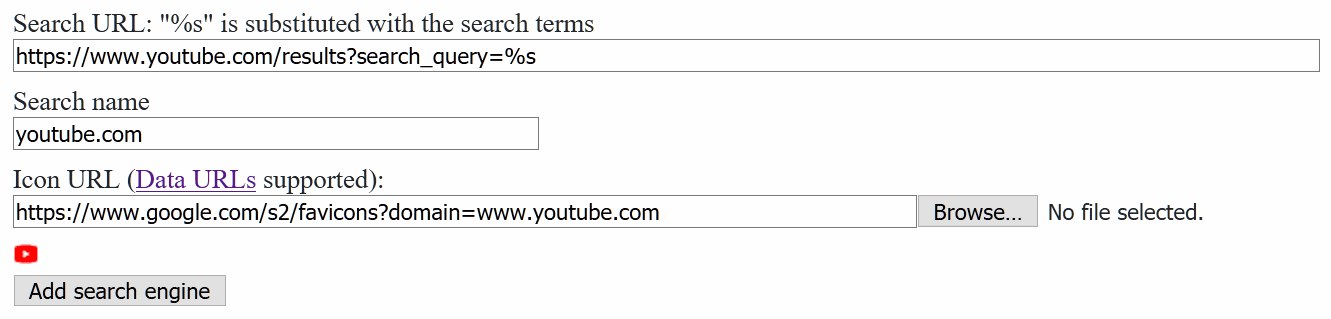 Search URL: "%s" is substituted with the search terms
https://www.youtube.com/results?search_query=%s
Search name
youtube.com
Icon URL (Data URLs supported):
https://www.google.com/s2/favicons?domain=www.youtube.com Browse... No file selected.
Add search engine